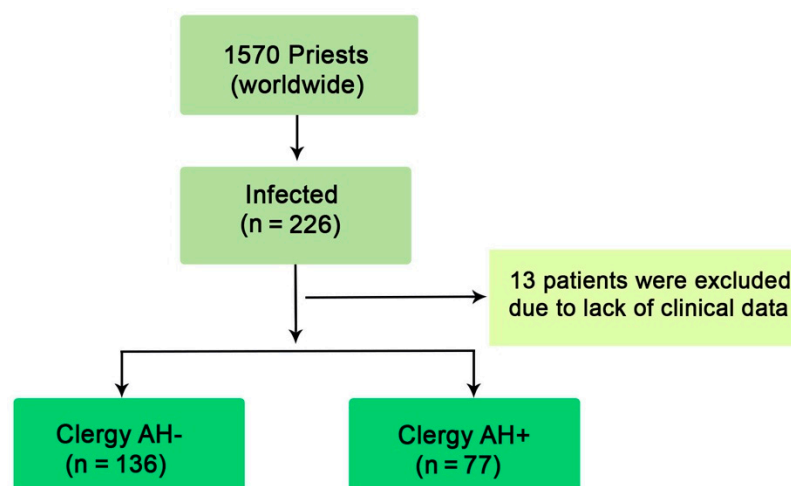 1570 Priests
(worldwide)
Infected
(n = 226)
13 patients were excluded
due to lack of clinical data
Clergy AH-
(n = 136)
Clergy AH+
(n = 77)